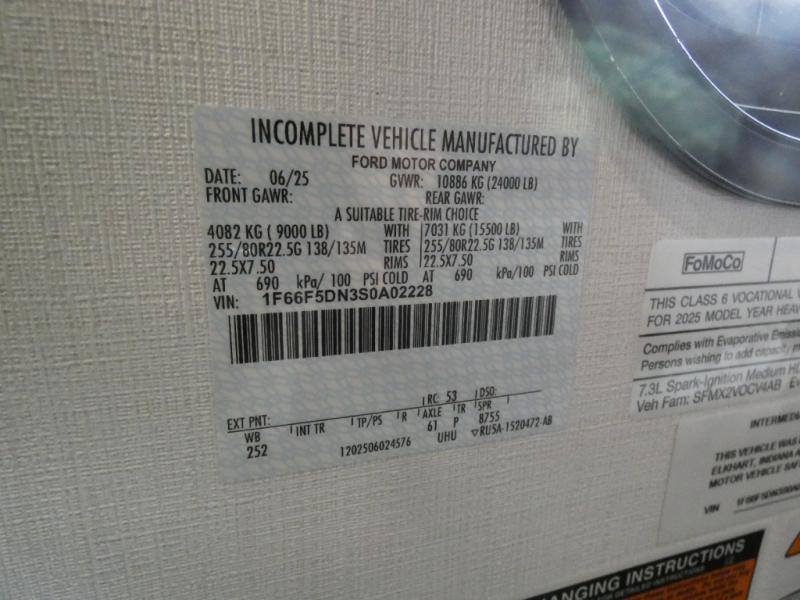 INCOMPLETE VEHICLE MANUFACTURED BY
FORD MOTOR COMPANY
DATE: 06/25 GVWR: 10886 KG (24000 LB)
FRONT GAWR: REAR GAWR:
A SUITABLE TIRE-RIM CHOICE
4082 KG ( 9000 LB) WITH 7031 KG (15500 LB) WITH
255/80R22.5G 138/135M TIRES 255/80R22.5G 138/135M TIRES
22.5X7.50 RIMS 22.5X7.50 RIMS
AT 690 kPa/ 100 PSI COLD AT 690 kPa/ 100 PSI COLD
VIN: 1F66F5DN3S0A02228
EXT PNT: RC: 53 DSO:
WB INT TR TP/PS R AXLE TR SPR
252 61 P 8755
1202506024576 UHU ▽RU5A-1520472-AB
FoMoCo
THIS CLASS 6 VOCATIONAL
FOR 2025 MODEL YEAR HEAV
Complies with Evaporative Emiss
Persons wishing to add capacity m
7.3L Spark-Ignition Medium HD
Veh Fam: SFMX2VOCV4AB
INTERMEDI
THIS VEHICLE WAS
ELKHART, INDIANA
MOTOR VEHICLE SAF
VIN 1F66F5DN3S0A0
ANGING INSTRUCTIONS